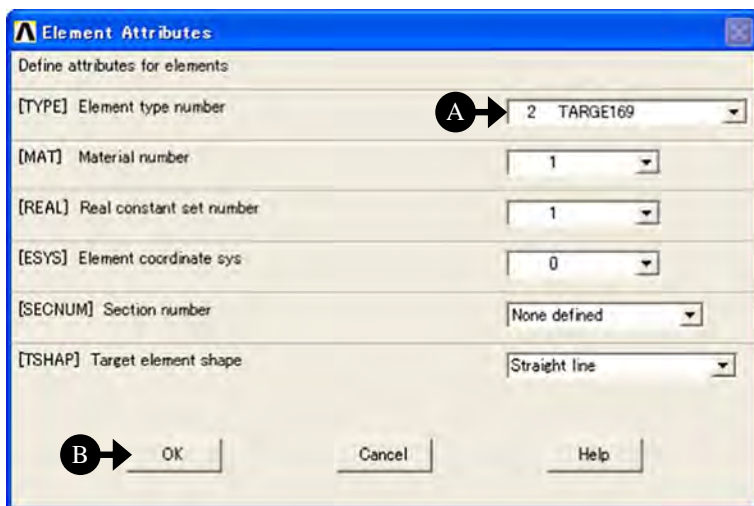 Element Attributes
Define attributes for elements
[TYPE] Element type number A 2 TARGE169
[MAT] Material number 1
[REAL] Real constant set number 1
[ESYS] Element coordinate sys 0
[SECNUM] Section number None defined
[TSHAP] Target element shape Straight line
B OK Cancel Help